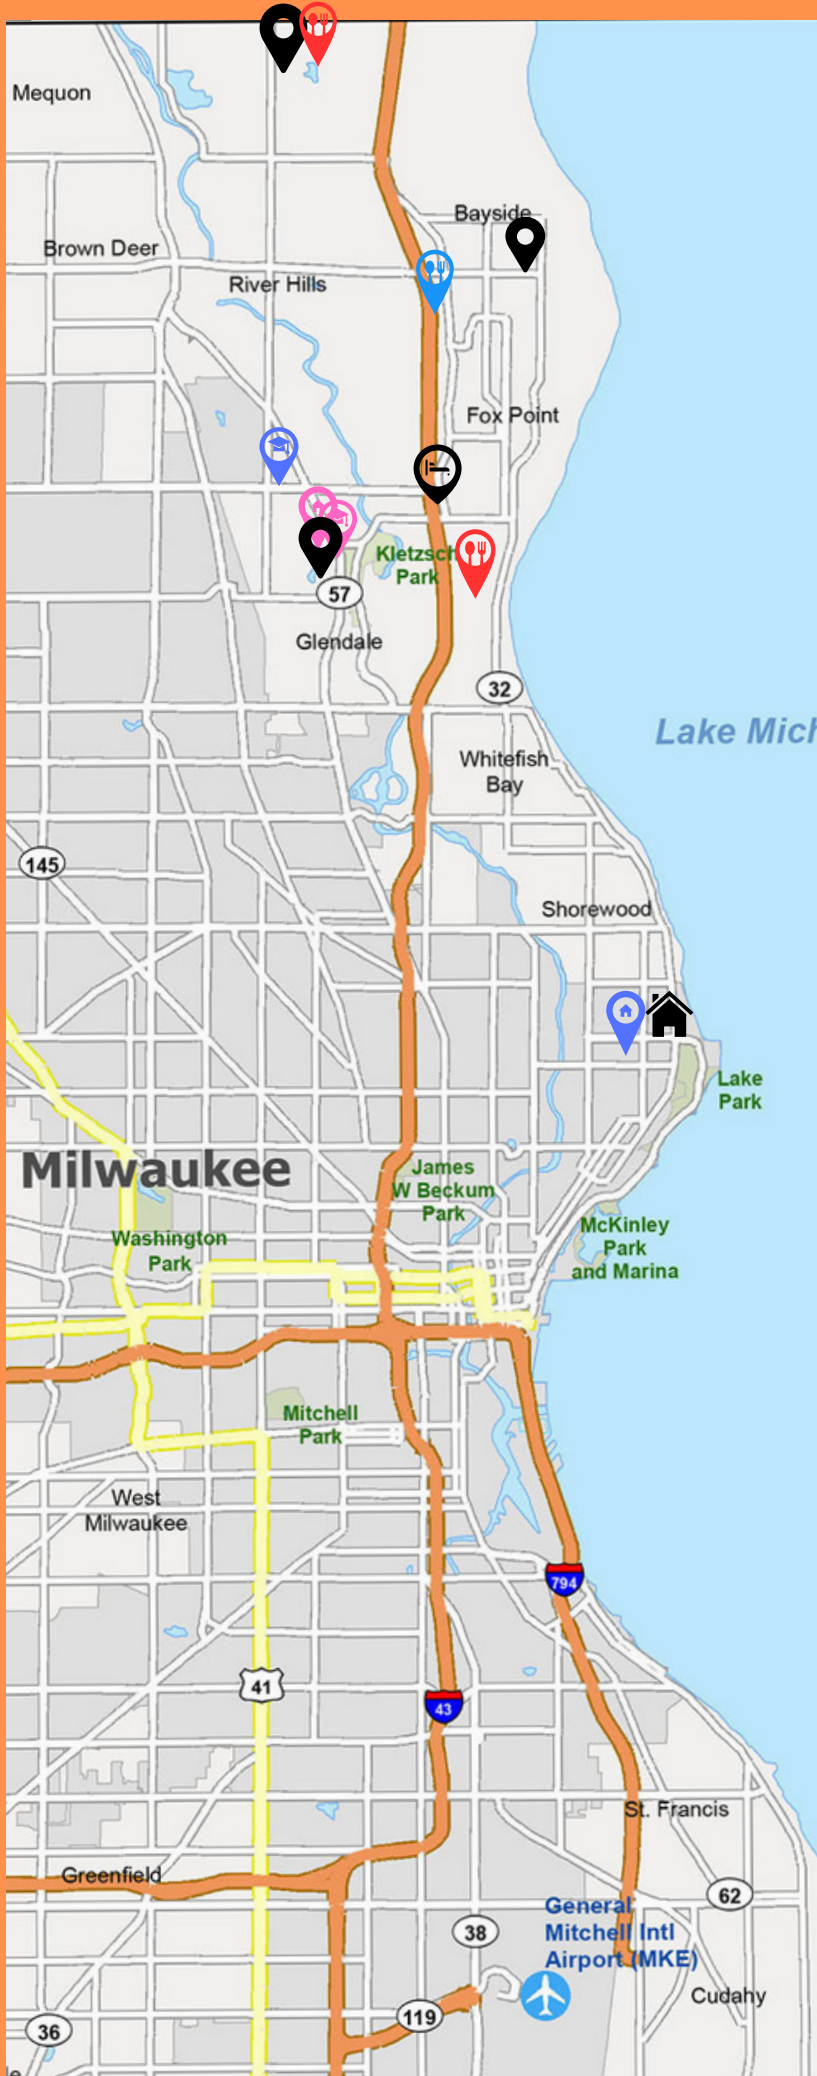 Mequon
Bayside
Brown Deer
River Hills
Fox Point
Kletzsch
Park
57
Glendale
32
Lake Mich
Whitefish
Bay
145
Shorewood
Lake
Park
Milwaukee
James
W Beckum
Park
Washington
Park
McKinley
Park
and Marina
Mitchell
Park
West
Milwaukee
794
41
43
St. Francis
Greenfield
62
General
Mitchell Intl
Airport (MKE)
38
Cudahy
119
36
le